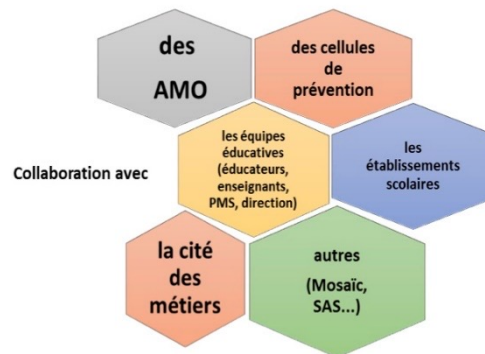 des
AMO
des cellules
de
prévention
Collaboration avec
les équipes
éducatives
(éducateurs,
enseignants,
PMS, direction)
les
établissements
scolaires
la cité
des
métiers
autres
(Mosaïc,
SAS...)